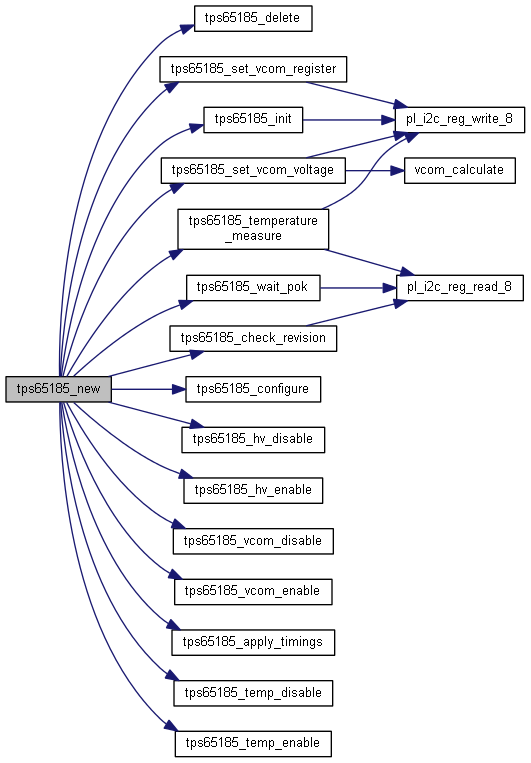 tps65185_delete
tps65185_set_vcom_register
tps65185_init
pl_i2c_reg_write_8
tps65185_set_vcom_voltage
vcom_calculate
tps65185_temperature
_measure
tps65185_wait_pok
pl_i2c_reg_read_8
tps65185_check_revision
tps65185_new
tps65185_configure
tps65185_hv_disable
tps65185_hv_enable
tps65185_vcom_disable
tps65185_vcom_enable
tps65185_apply_timings
tps65185_temp_disable
tps65185_temp_enable